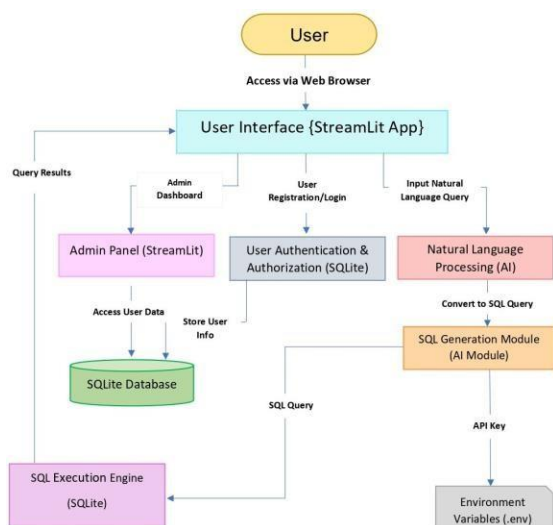 User
Access via Web Browser
User Interface {StreamLit App}
Query Results
Admin
Dashboard
User
Registration/Login
Input Natural
Language Query
Admin Panel (StreamLit)
User Authentication &
Authorization (SQLite)
Natural Language
Processing (AI)
Access User Data
Store User
Info
Convert to SQL Query
SQL Generation Module
(AI Module)
SQLite Database
SQL Query
API Key
SQL Execution Engine
(SQLite)
Environment
Variables (.env)